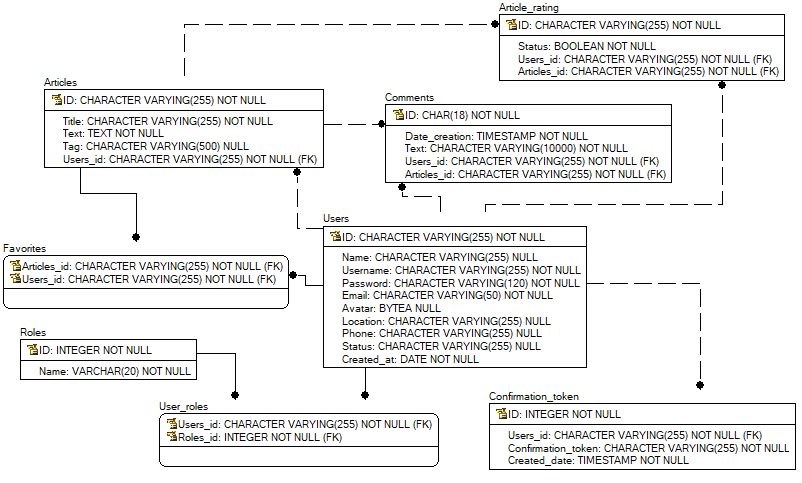 Article_rating
ID: CHARACTER VARYING(255) NOT NULL
Status: BOOLEAN NOT NULL
Users_id: CHARACTER VARYING(255) NOT NULL (FK)
Articles_id: CHARACTER VARYING(255) NOT NULL (FK)
Articles
ID: CHARACTER VARYING(255) NOT NULL
Title: CHARACTER VARYING(255) NOT NULL
Text: TEXT NOT NULL
Tag: CHARACTER VARYING(500) NULL
Users_id: CHARACTER VARYING(255) NOT NULL (FK)
Comments
ID: CHAR(18) NOT NULL
Date_creation: TIMESTAMP NOT NULL
Text: CHARACTER VARYING(10000) NOT NULL
Users_id: CHARACTER VARYING(255) NOT NULL (FK)
Articles_id: CHARACTER VARYING(255) NOT NULL (FK)
Users
ID: CHARACTER VARYING(255) NOT NULL
Name: CHARACTER VARYING(255) NULL
Username: CHARACTER VARYING(255) NOT NULL
Password: CHARACTER VARYING(120) NOT NULL
Email: CHARACTER VARYING(50) NOT NULL
Avatar: BYTEA NULL
Location: CHARACTER VARYING(255) NULL
Phone: CHARACTER VARYING(255) NULL
Status: CHARACTER VARYING(255) NULL
Created_at: DATE NOT NULL
Favorites
Articles_id: CHARACTER VARYING(255) NOT NULL (FK)
Users_id: CHARACTER VARYING(255) NOT NULL (FK)
Roles
ID: INTEGER NOT NULL
Name: VARCHAR(20) NOT NULL
User_roles
Users_id: CHARACTER VARYING(255) NOT NULL (FK)
Roles_id: INTEGER NOT NULL (FK)
Confirmation_token
ID: INTEGER NOT NULL
Users_id: CHARACTER VARYING(255) NOT NULL (FK)
Confirmation_token: CHARACTER VARYING(255) NOT NULL
Created_date: TIMESTAMP NOT NULL